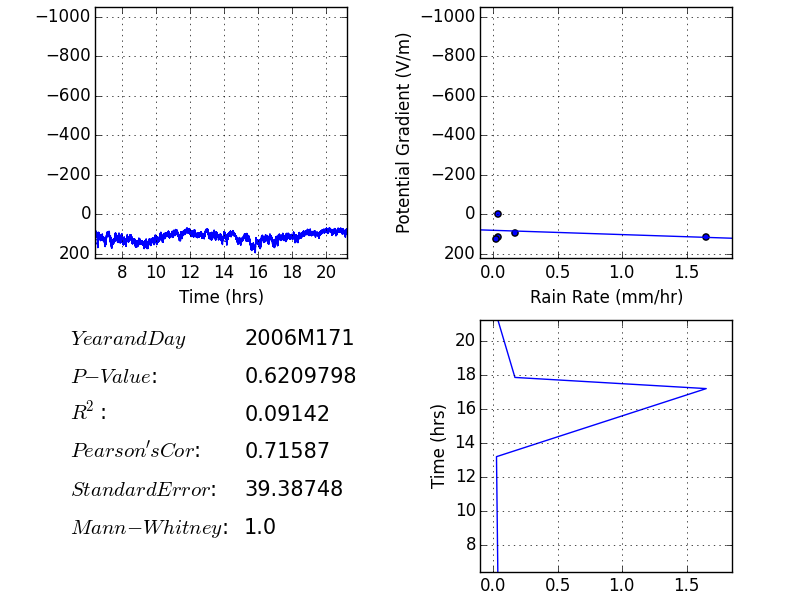 −1000
−800
−600
−400
−200
0
200
8 10 12 14 16 18 20
Time (hrs)
Potential Gradient (V/m)
−1000
−800
−600
−400
−200
0
200
0.0 0.5 1.0 1.5
Rain Rate (mm/hr)
YearandDay 2006M171
P−Value: 0.6209798
R²: 0.09142
Pearson′sCor: 0.71587
StandardError: 39.38748
Mann−Whitney: 1.0
Time (hrs)
20
18
16
14
12
10
8
0.0 0.5 1.0 1.5